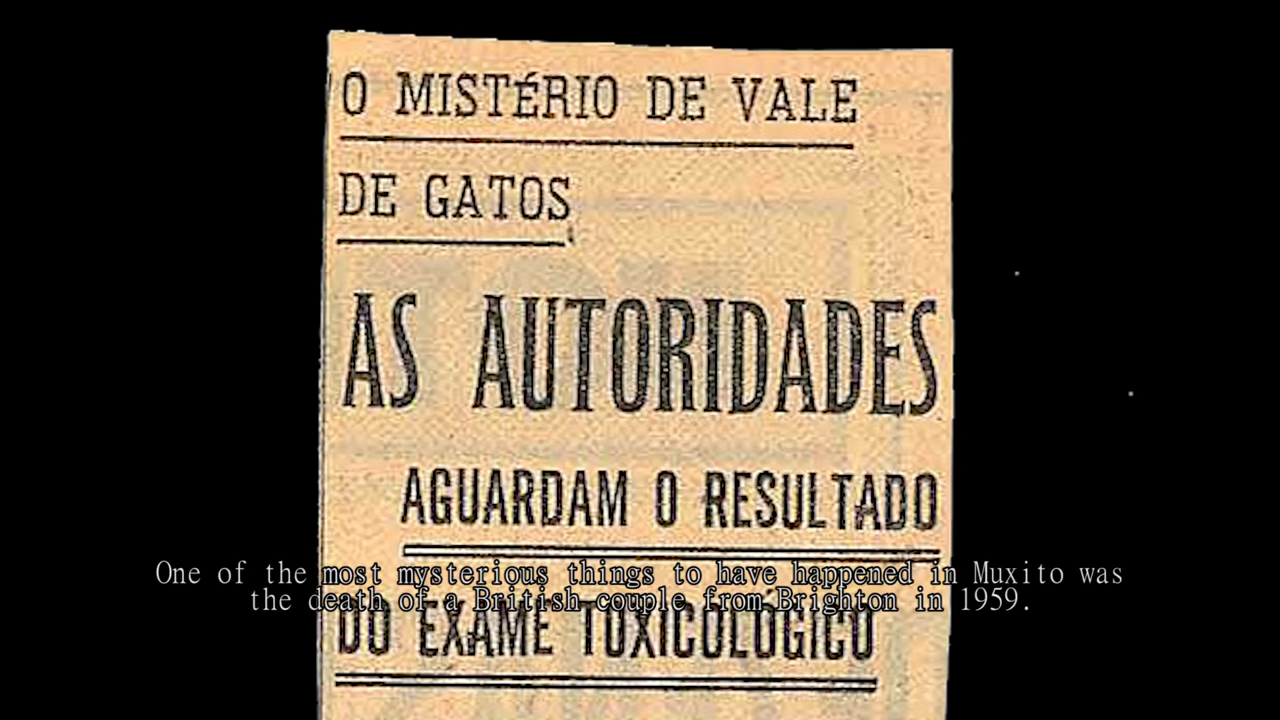 O MISTÉRIO DE VALE
DE GATOS
AS AUTORIDADES
AGUARDAM O RESULTADO
One of the most mysterious things to have happened in Muxito was
the death of a British couple from Brighton in 1959.
DO EXAME TOXICOLÓGICO